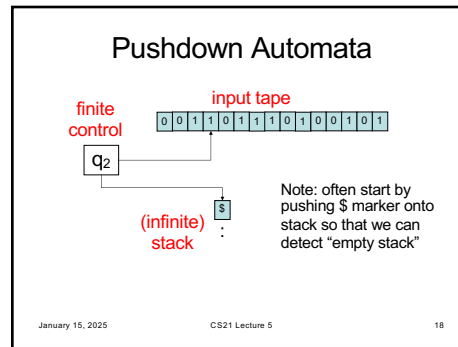 Pushdown Automata
input tape
finite
control
0 0 1 1 0 1 1 1 0 1 0 0 1 0 1
q2
$
(infinite)
stack
:
Note: often start by
pushing $ marker onto
stack so that we can
detect “empty stack”
January 15, 2025
CS21 Lecture 5
18